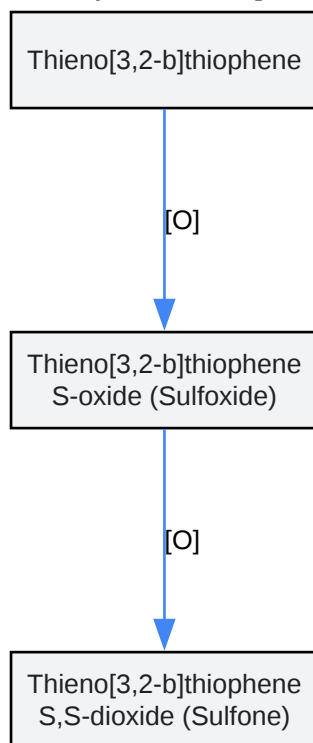 Thieno[3,2-b]thiophene
[O]
Thieno[3,2-b]thiophene
S-oxide (Sulfoxide)
[O]
Thieno[3,2-b]thiophene
S,S-dioxide (Sulfone)